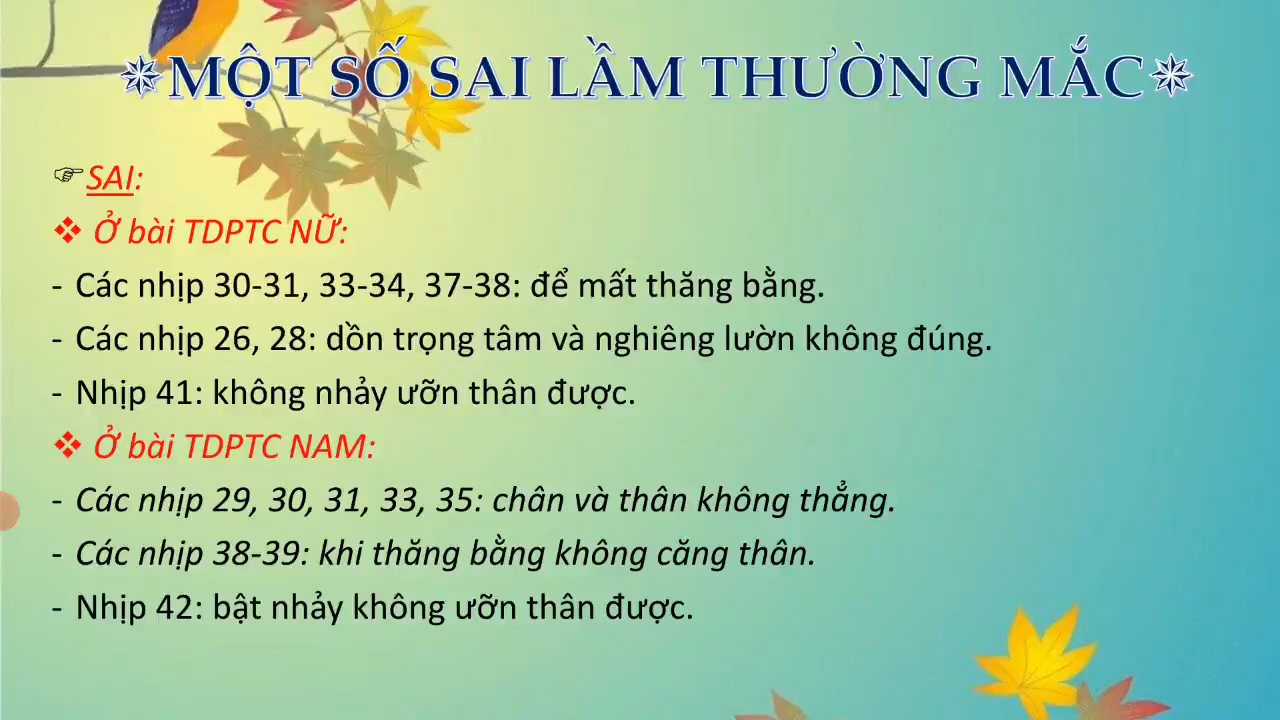 MỘT SỐ SAI LẦM THƯỜNG MẮC
SAI:
Ở bài TDPTC NỮ:
- Các nhịp 30-31, 33-34, 37-38: để mất thăng bằng.
- Các nhịp 26, 28: dồn trọng tâm và nghiêng lườn không đúng.
- Nhịp 41: không nhảy ưỡn thân được.
Ở bài TDPTC NAM:
- Các nhịp 29, 30, 31, 33, 35: chân và thân không thẳng.
- Các nhịp 38-39: khi thăng bằng không căng thân.
- Nhịp 42: bật nhảy không ưỡn thân được.